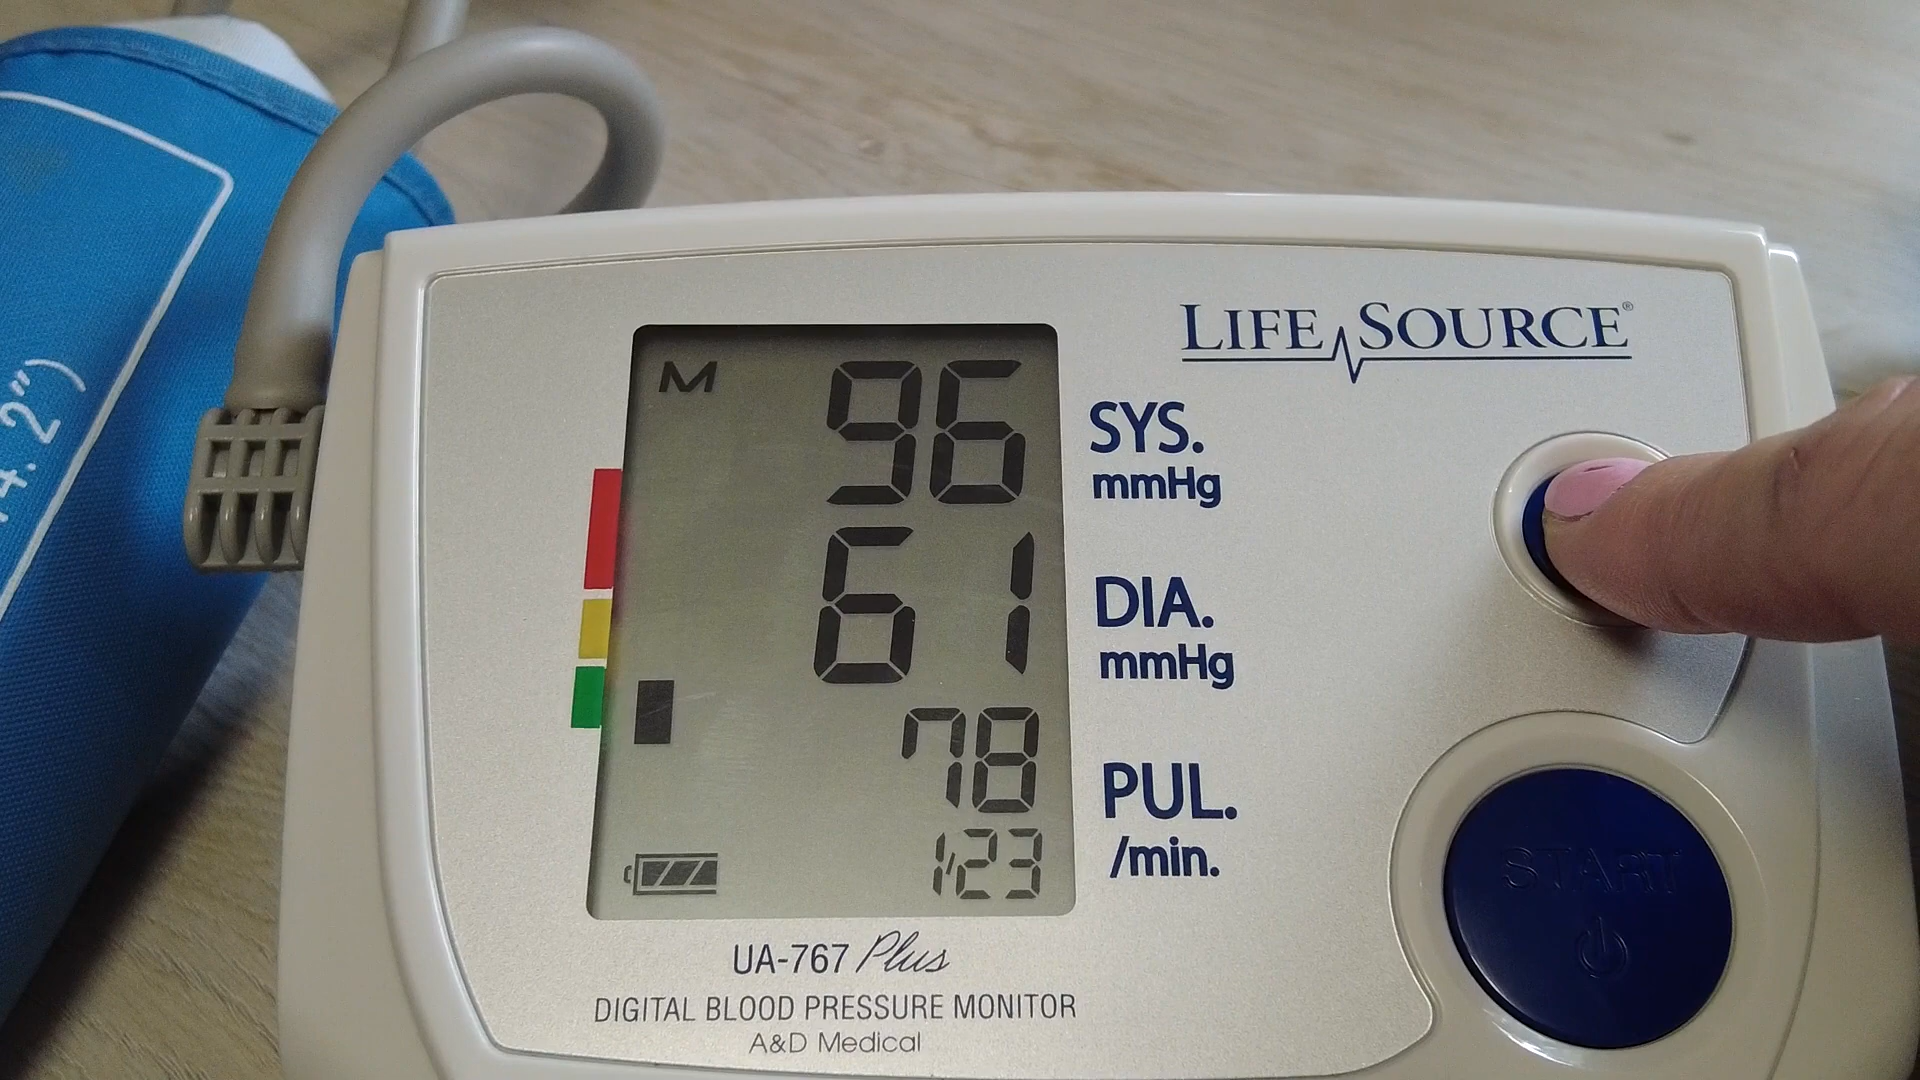 4.2")
LIFE SOURCE®
M
96
SYS.
mmHg
61
DIA.
mmHg
78
PUL.
/min.
1/23
START
UA-767 Plus
DIGITAL BLOOD PRESSURE MONITOR
A&D Medical